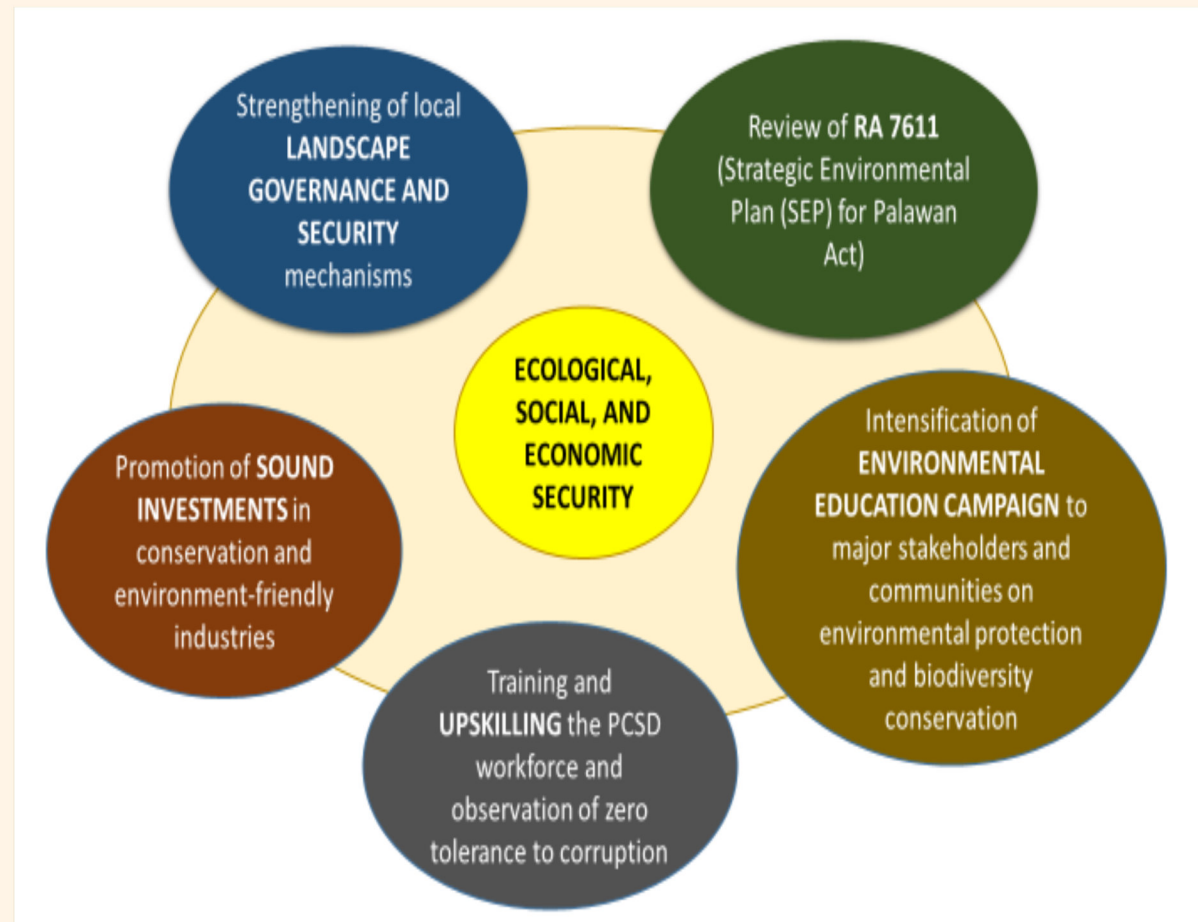 Strengthening of local
LANDSCAPE
GOVERNANCE AND
SECURITY
mechanisms
Review of RA 7611
(Strategic Environmental
Plan (SEP) for Palawan
Act)
ECOLOGICAL,
SOCIAL, AND
ECONOMIC
SECURITY
Promotion of SOUND
INVESTMENTS in
conservation and
environment-friendly
industries
Intensification of
ENVIRONMENTAL
EDUCATION CAMPAIGN to
major stakeholders and
communities on
environmental protection
and biodiversity
conservation
Training and
UPSKILLING the PCSD
workforce and
observation of zero
tolerance to corruption